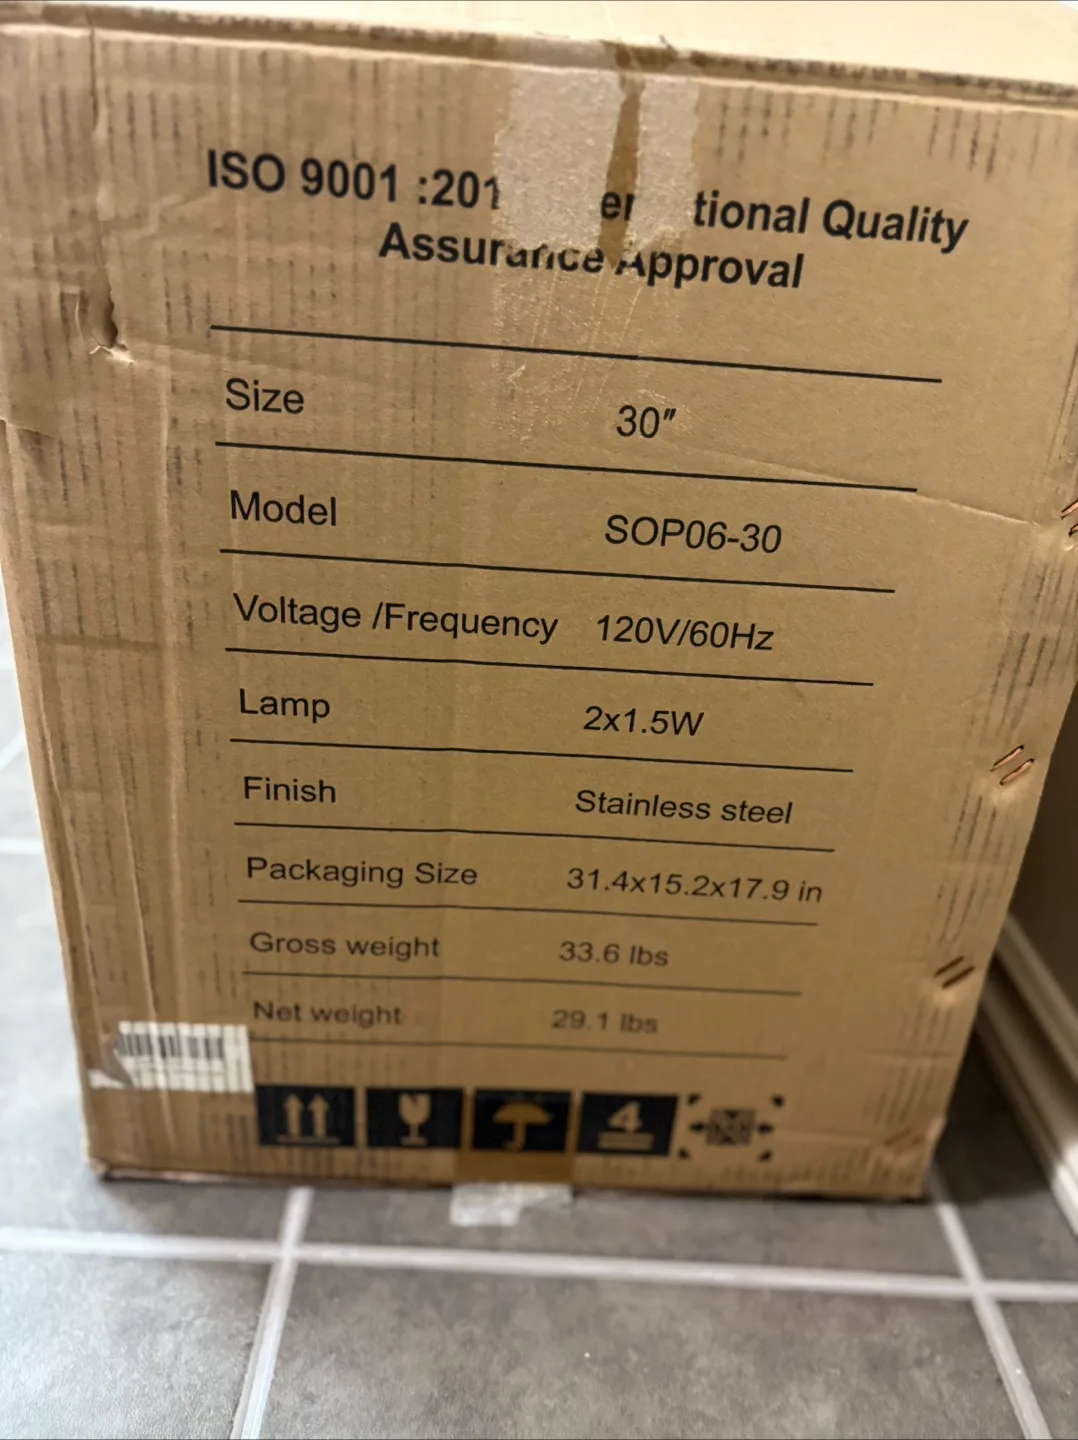 ISO 9001 :201 er tional Quality
Assurance Approval
Size 30"
Model SOP06-30
Voltage /Frequency 120V/60Hz
Lamp 2x1.5W
Finish Stainless steel
Packaging Size 31.4x15.2x17.9 in
Gross weight 33.6 lbs
Net weight 29.1 lbs
4